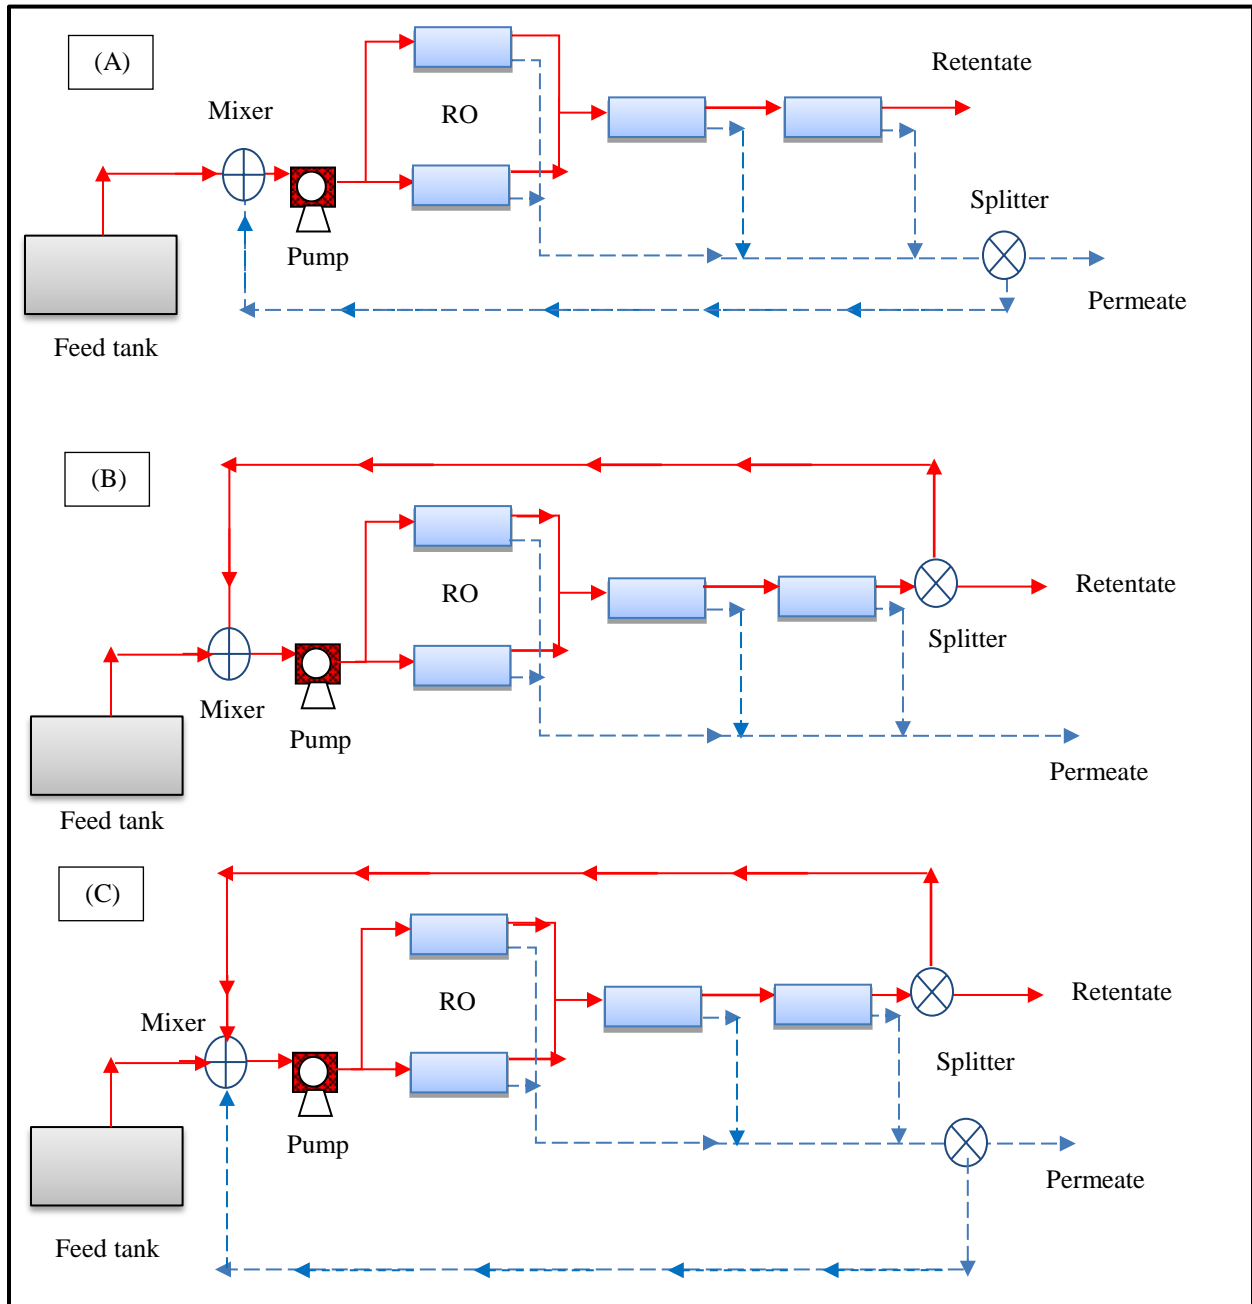 (A)
Retentate
Mixer
RO
Splitter
Pump
Permeate
Feed tank
(B)
RO
Retentate
Splitter
Mixer
Pump
Permeate
Feed tank
(C)
RO
Retentate
Mixer
Splitter
Pump
Permeate
Feed tank